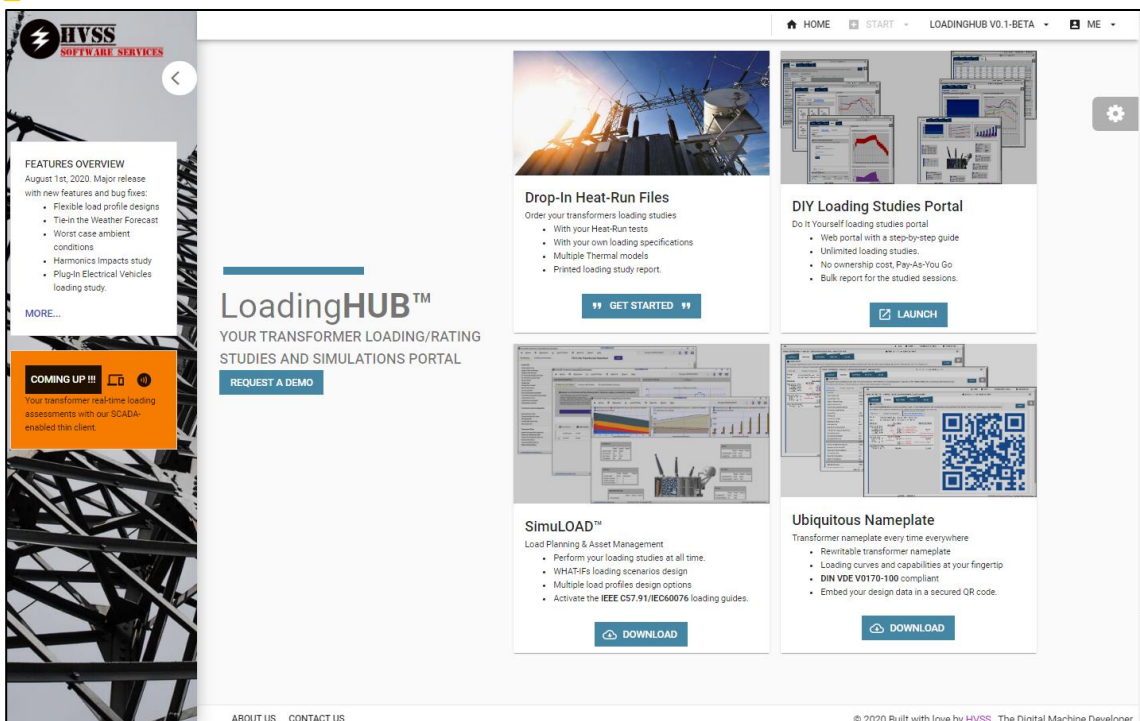 HVSS
SOFTWARE SERVICES
HOME
START
LOADINGHUB V0.1-BETA
ME
FEATURES OVERVIEW
August 1st, 2020. Major release
with new features and bug fixes:
Flexible load profile designs
Tie-in the Weather Forecast
Worst case ambient
conditions
Harmonics Impacts study
Plug-In Electrical Vehicles
loading study.
MORE...
COMING UP !!!
Your transformer real-time loading
assessments with our SCADA-
enabled thin client.
LoadingHUB™
YOUR TRANSFORMER LOADING/RATING
STUDIES AND SIMULATIONS PORTAL
REQUEST A DEMO
Drop-In Heat-Run Files
Order your transformers loading studies
With your Heat-Run tests
With your own loading specifications
Multiple Thermal models
Printed loading study report.
GET STARTED
DIY Loading Studies Portal
Do It Yourself loading studies portal
Web portal with a step-by-step guide
Unlimited loading studies.
No ownership cost, Pay-As-You Go
Bulk report for the studied sessions.
LAUNCH
SimuLOAD™
Load Planning & Asset Management
Perform your loading studies at all time.
WHAT-IFs loading scenarios design
Multiple load profiles design options
Activate the IEEE C57.91/IEC60076 loading guides.
DOWNLOAD
Ubiquitous Nameplate
Transformer nameplate every time everywhere
Rewritable transformer nameplate
Loading curves and capabilities at your fingertip
DIN VDE V0170-100 compliant
Embed your design data in a secured QR code.
DOWNLOAD
ABOUT US CONTACT US
© 2020 Built with love by HVSS , The Digital Machine Developer